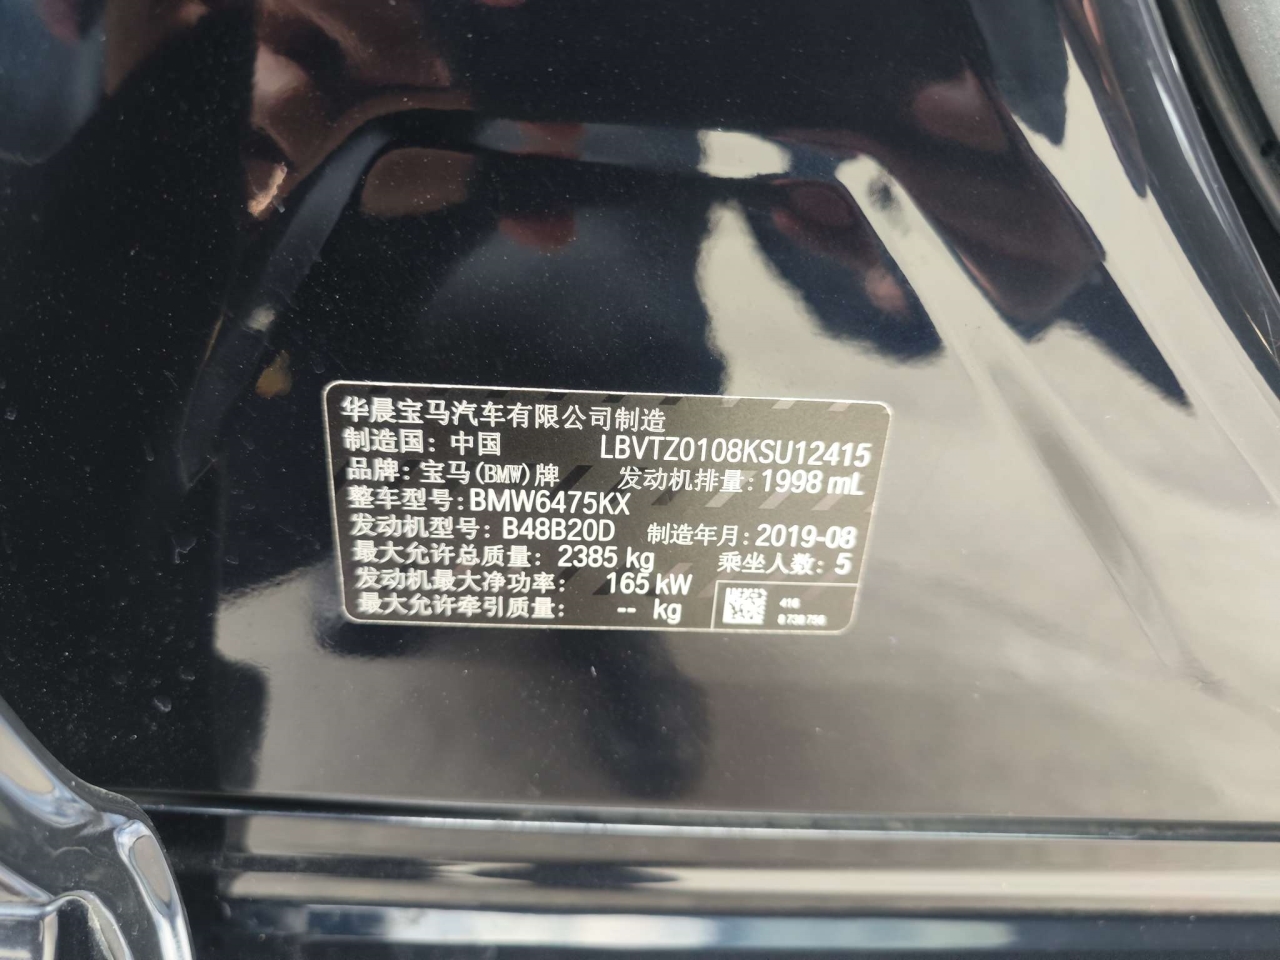 华晨宝马汽车有限公司制造
制造国: 中国 LBVTZ0108KSU12415
品牌: 宝马(BMW)牌 发动机排量: 1998 mL
整车型号: BMW6475KX
发动机型号: B48B20D 制造年月: 2019-08
最大允许总质量: 2385 kg 乘坐人数: 5
发动机最大净功率: 165 kW
最大允许牵引质量: -- kg
416